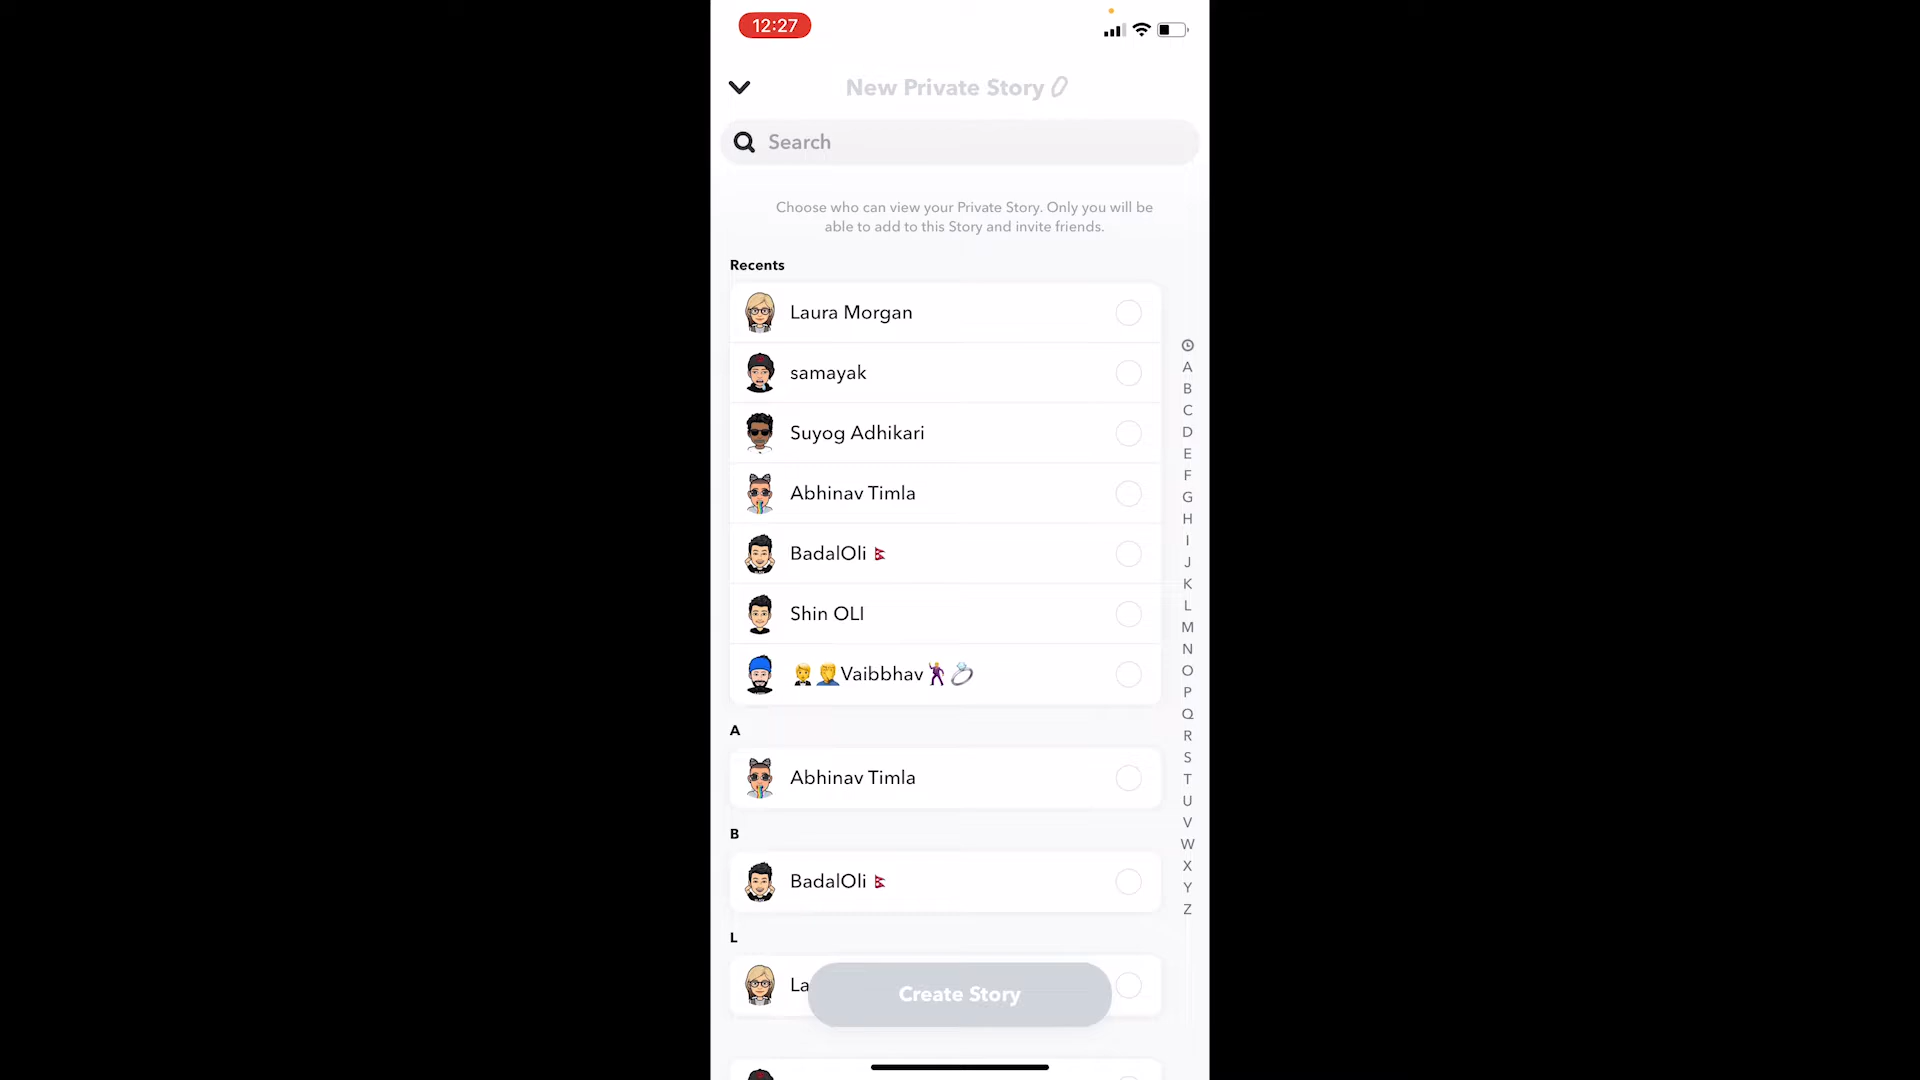 12:27
New Private Story
Search
Choose who can view your Private Story. Only you will be
able to add to this Story and invite friends.
Recents
Laura Morgan
samayak
Suyog Adhikari
Abhinav Timla
BadalOli 🇳🇵
Shin OLI
🤵🤦Vaibbhav🕺💍
A
Abhinav Timla
B
BadalOli 🇳🇵
L
La
Create Story
A
B
C
D
E
F
G
H
I
J
K
L
M
N
O
P
Q
R
S
T
U
V
W
X
Y
Z